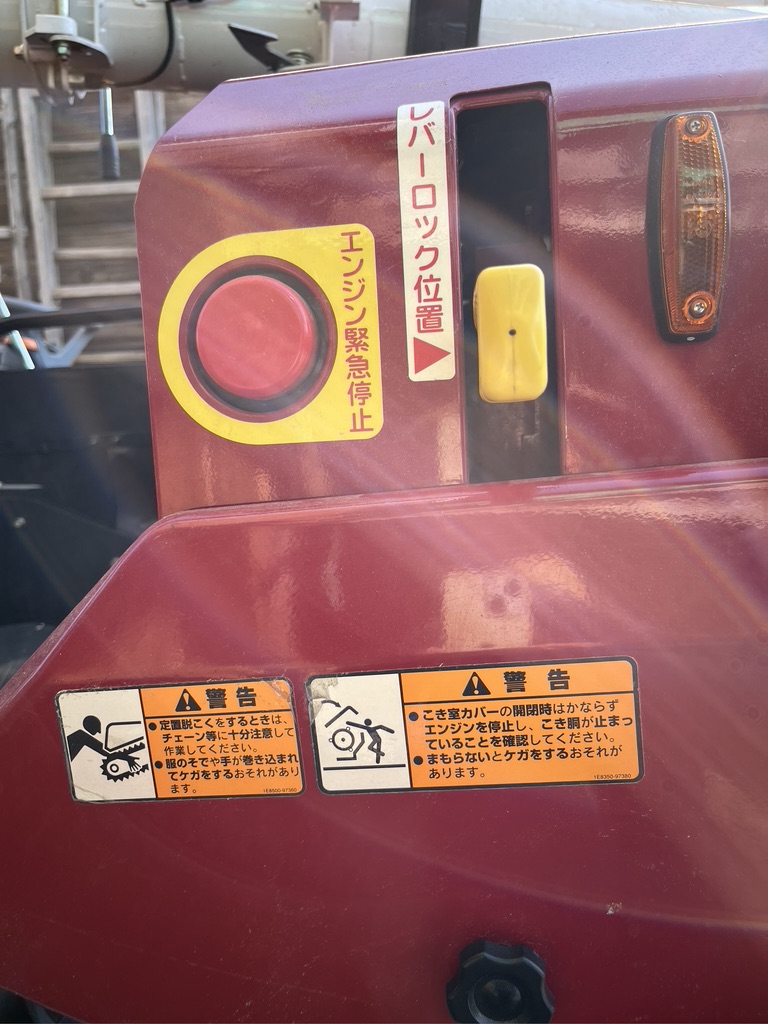 レバーロック位置
エンジン緊急停止
警告
● 定置脱こくをするときは、
チェーン等に十分注意して
作業してください。
● 服のそでや手が巻き込まれ
てケガをするおそれがあり
ます。
1E8500-97360
警告
● こき室カバーの開閉時はかならず
エンジンを停止し、こき胴が止まっ
ていることを確認してください。
● まもらないとケガをするおそれが
あります。
1E8350-97380